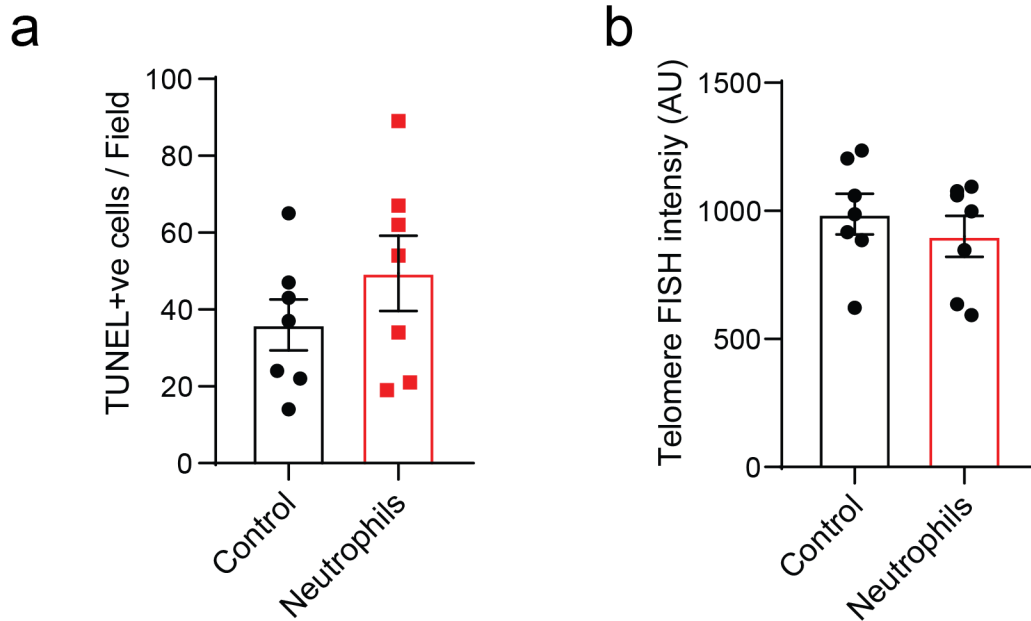 a
TUNEL+ve cells / Field
100
80
60
40
20
0
Control
Neutrophils
b
Telomere FISH intensiy (AU)
1500
1000
500
0
Control
Neutrophils